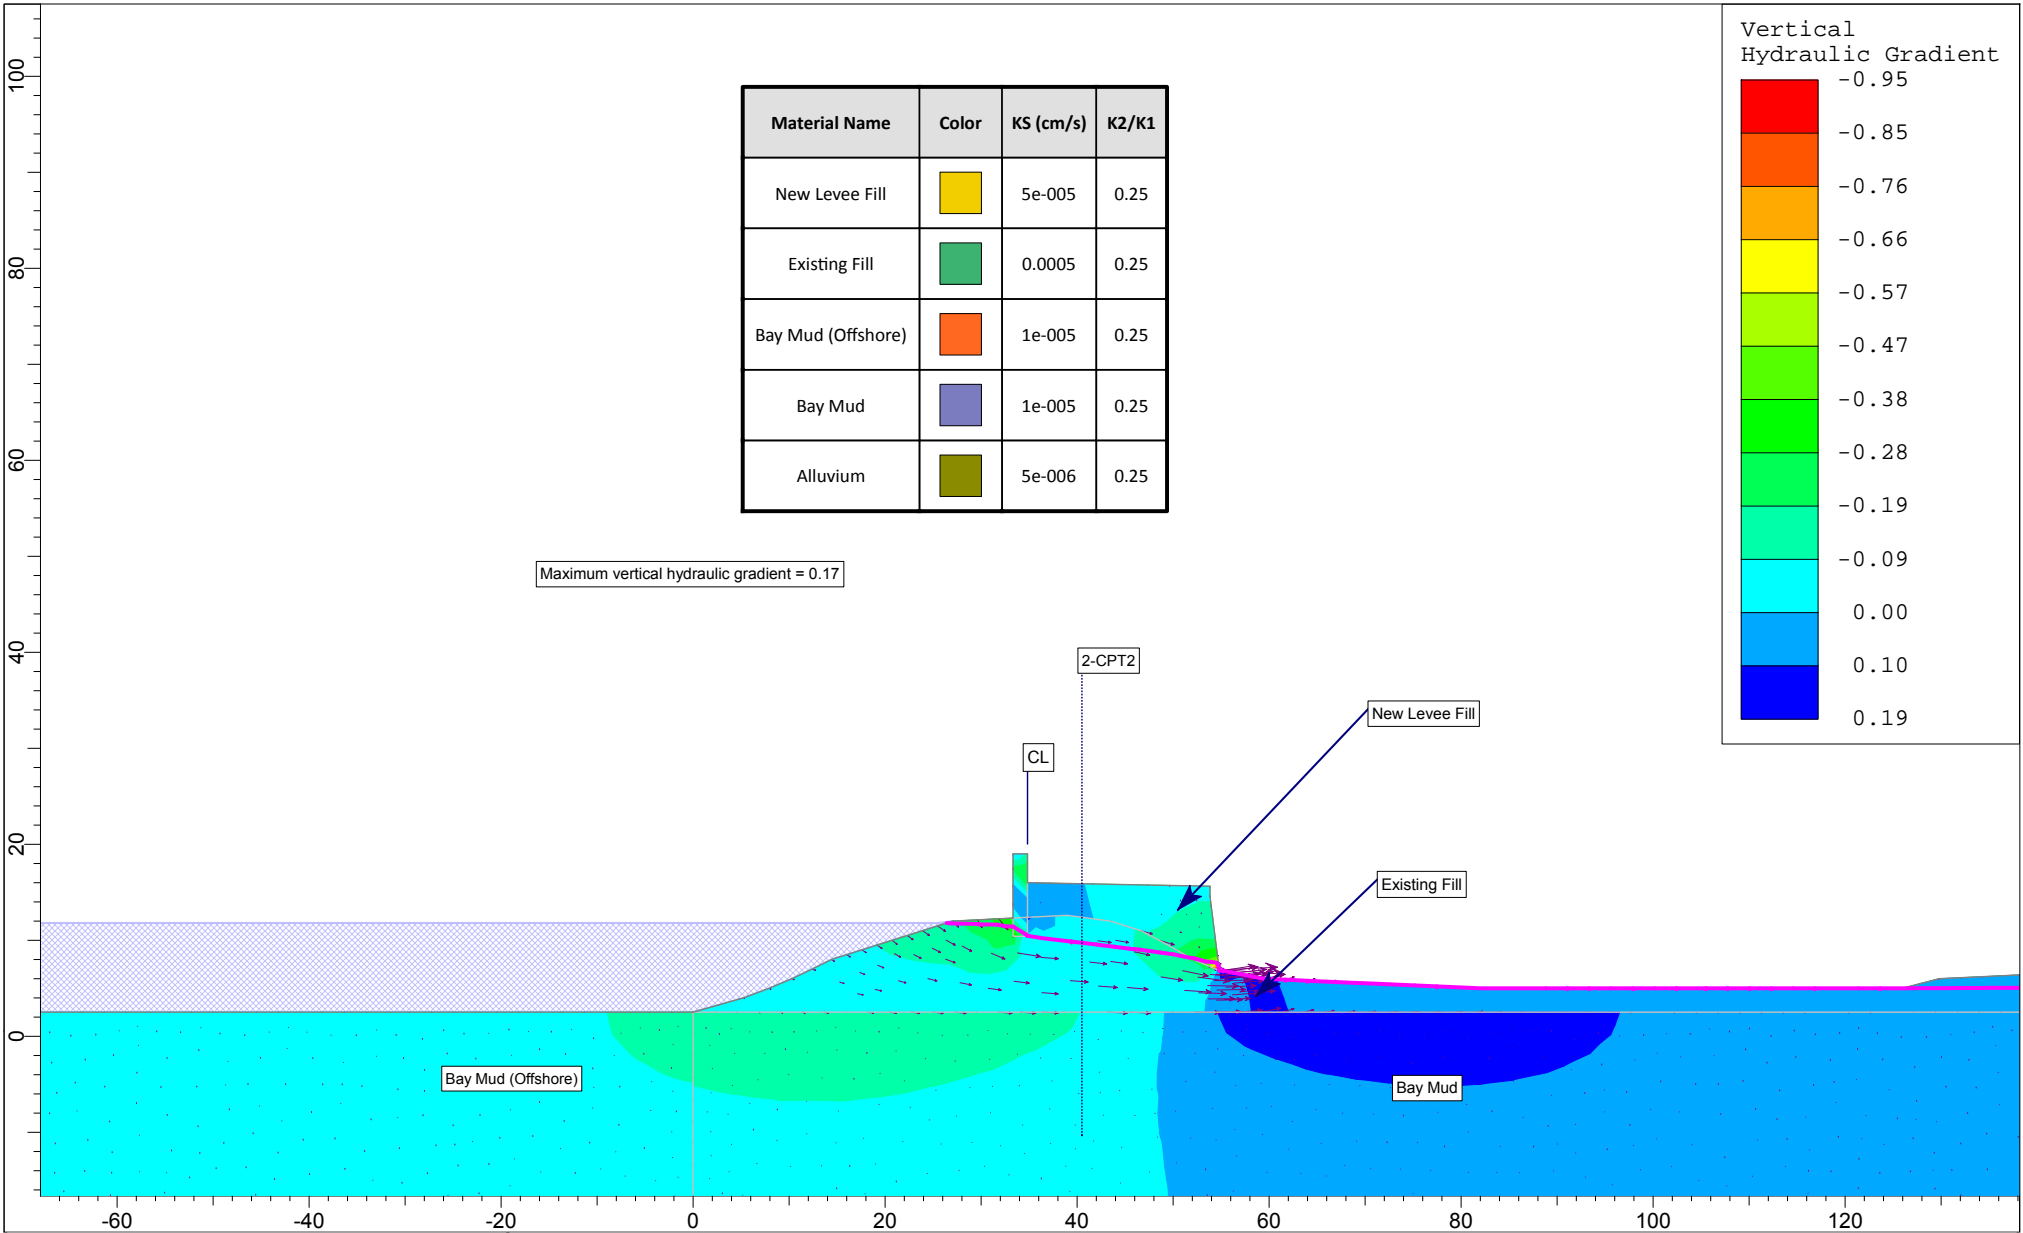 Vertical
Hydraulic Gradient
-0.95
-0.85
-0.76
-0.66
-0.57
-0.47
-0.38
-0.28
-0.19
-0.09
0.00
0.10
0.19
Material Name Color KS (cm/s) K2/K1
New Levee Fill 5e-005 0.25
Existing Fill 0.0005 0.25
Bay Mud (Offshore) 1e-005 0.25
Bay Mud 1e-005 0.25
Alluvium 5e-006 0.25
Maximum vertical hydraulic gradient = 0.17
2-CPT2
New Levee Fill
CL
Existing Fill
Bay Mud (Offshore)
Bay Mud
100
80
60
40
20
0
-60 -40 -20 0 20 40 60 80 100 120